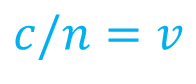 c/n = v